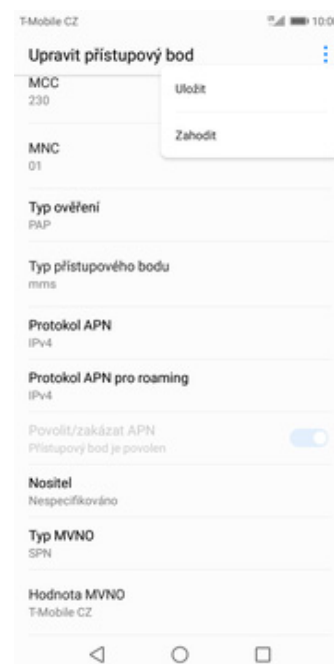 T-Mobile CZ
10:00
Upravit přístupový bod
MCC
230
Uložit
Zahodit
MNC
01
Typ ověření
PAP
Typ přístupového bodu
mms
Protokol APN
IPv4
Protokol APN pro roaming
IPv4
Povolit/zakázat APN
Přístupový bod je povolen
Nositel
Nespecifikováno
Typ MVNO
SPN
Hodnota MVNO
T-Mobile CZ